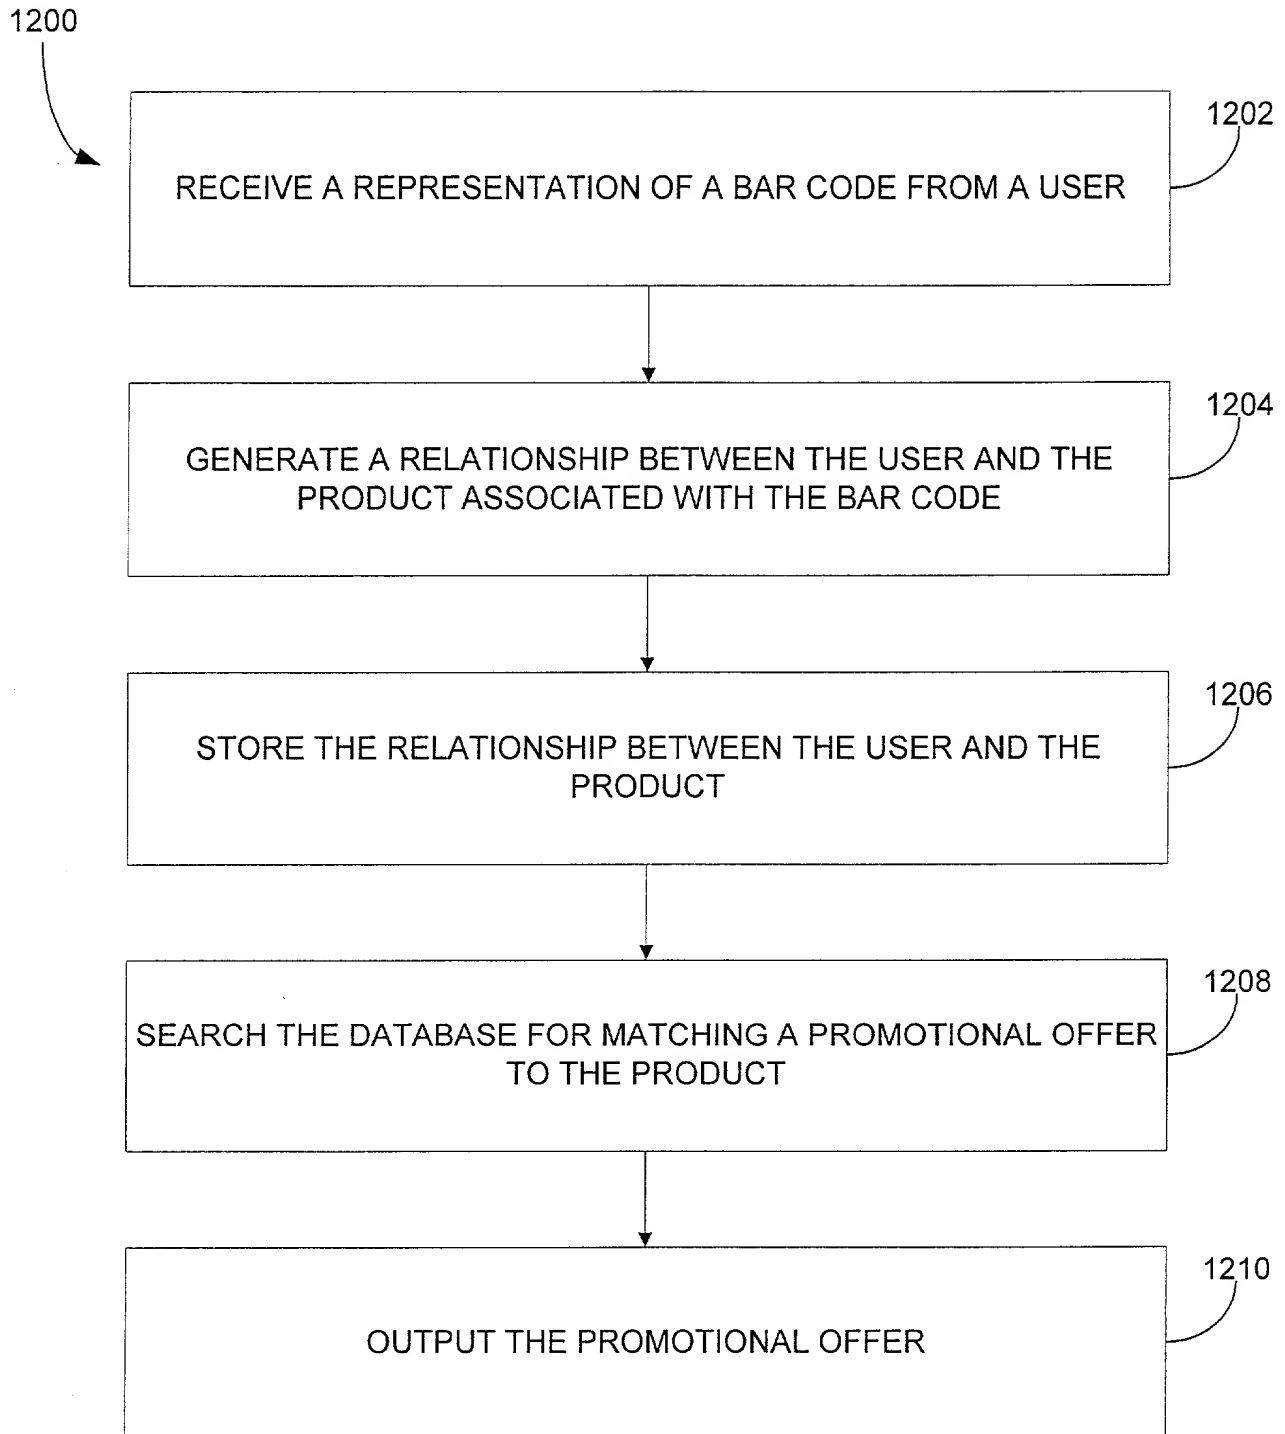 1200
1202
RECEIVE A REPRESENTATION OF A BAR CODE FROM A USER
1204
GENERATE A RELATIONSHIP BETWEEN THE USER AND THE
PRODUCT ASSOCIATED WITH THE BAR CODE
1206
STORE THE RELATIONSHIP BETWEEN THE USER AND THE
PRODUCT
1208
SEARCH THE DATABASE FOR MATCHING A PROMOTIONAL OFFER
TO THE PRODUCT
1210
OUTPUT THE PROMOTIONAL OFFER